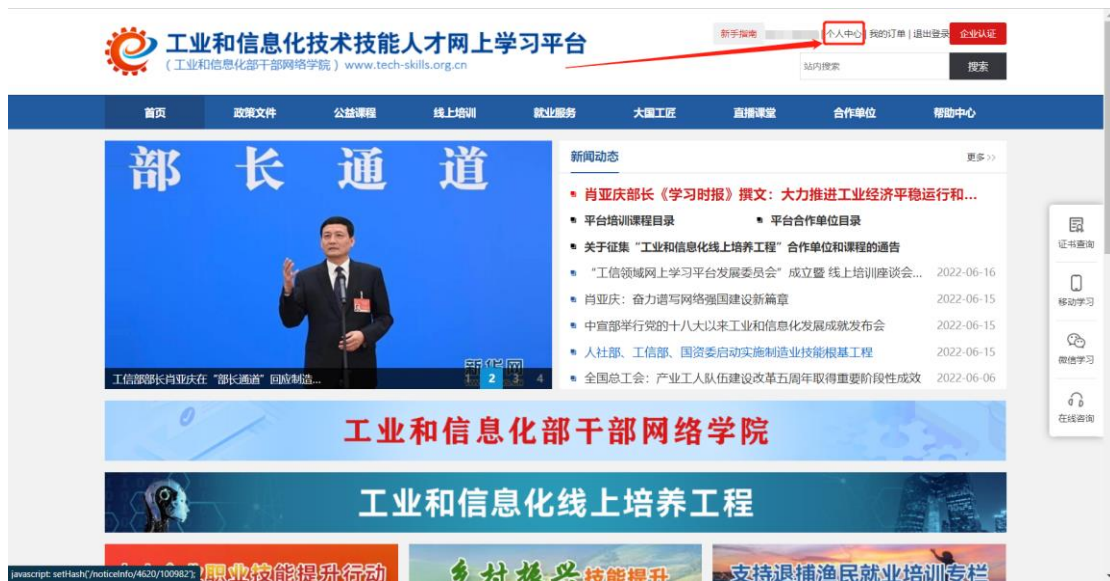 工业和信息化技术技能人才网上学习平台
（工业和信息化部干部网络学院）www.tech-skills.org.cn
新手指南 |个人中心| 我的订单 | 退出登录 企业认证
站内搜索 搜索
首页 政策文件 公益课程 线上培训 就业服务 大国工匠 直播课堂 合作单位 帮助中心
部长通道
新华网
工信部部长肖亚庆在“部长通道”回应制造...
1 2 3 4
新闻动态 更多>>
肖亚庆部长《学习时报》撰文：大力推进工业经济平稳运行和...
平台培训课程目录 平台合作单位目录
关于征集“工业和信息化线上培养工程”合作单位和课程的通告
“工信领域网上学习平台发展委员会”成立暨 线上培训座谈会... 2022-06-16
肖亚庆：奋力谱写网络强国建设新篇章 2022-06-15
中宣部举行党的十八大以来工业和信息化发展成就发布会 2022-06-15
人社部、工信部、国资委启动实施制造业技能根基工程 2022-06-15
全国总工会：产业工人队伍建设改革五周年取得重要阶段性成效 2022-06-06
证书查询
移动学习
微信学习
在线咨询
工业和信息化部干部网络学院
工业和信息化线上培养工程
职业技能提升行动
乡村振兴技能提升
支持退捕渔民就业培训专栏
javascript: setHash('/noticeInfo/4620/100982');